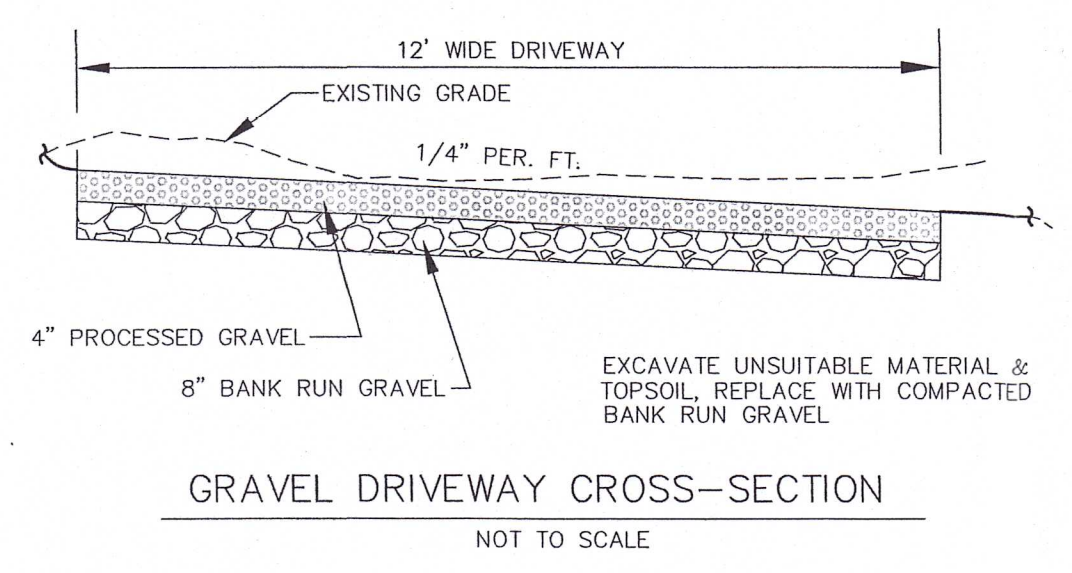 12' WIDE DRIVEWAY
EXISTING GRADE
1/4" PER. FT.
4" PROCESSED GRAVEL
8" BANK RUN GRAVEL
EXCAVATE UNSUITABLE MATERIAL &
TOPSOIL, REPLACE WITH COMPACTED
BANK RUN GRAVEL
GRAVEL DRIVEWAY CROSS-SECTION
NOT TO SCALE